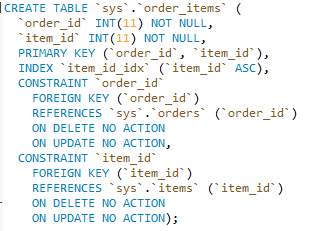 CREATE TABLE `sys`.`order_items` (
`order_id` INT(11) NOT NULL,
`item_id` INT(11) NOT NULL,
PRIMARY KEY (`order_id`, `item_id`),
INDEX `item_id_idx` (`item_id` ASC),
CONSTRAINT `order_id`
FOREIGN KEY (`order_id`)
REFERENCES `sys`.`orders` (`order_id`)
ON DELETE NO ACTION
ON UPDATE NO ACTION,
CONSTRAINT `item_id`
FOREIGN KEY (`item_id`)
REFERENCES `sys`.`items` (`item_id`)
ON DELETE NO ACTION
ON UPDATE NO ACTION);